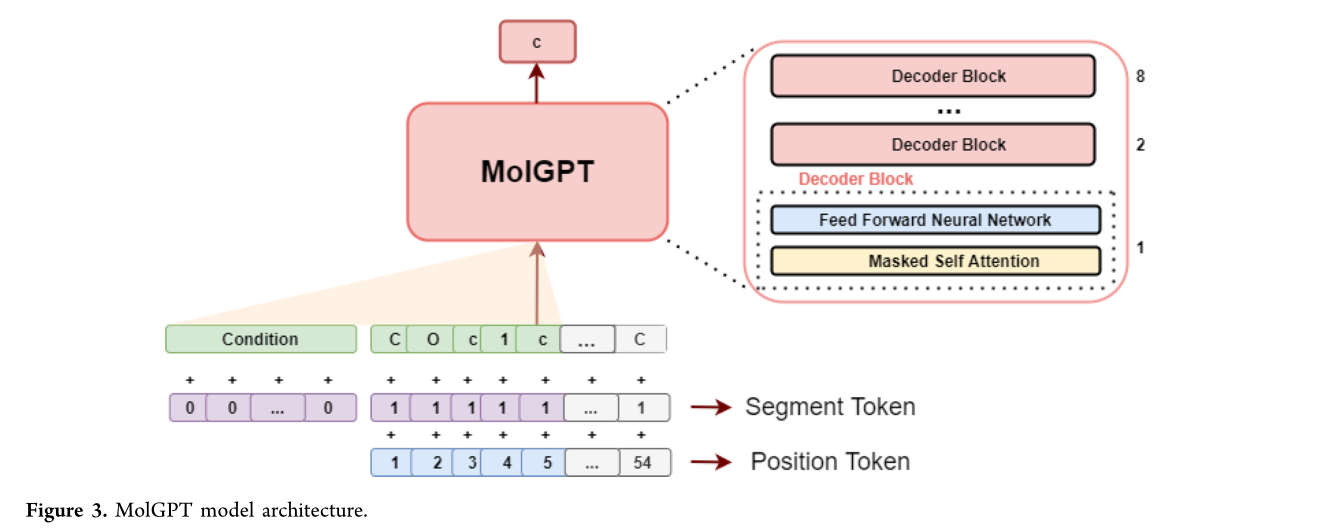 c
MolGPT
Decoder Block 8
...
Decoder Block 2
Decoder Block
Feed Forward Neural Network
Masked Self Attention
1
Condition C O c 1 c ... C
+ + + + + + + + + + +
0 0 ... 0 1 1 1 1 1 ... 1 Segment Token
+ + + + + + +
1 2 3 4 5 ... 54 Position Token
Figure 3. MolGPT model architecture.